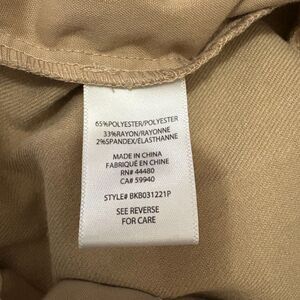 65%POLYESTER/POLYESTER
33%RAYON/RAYONNE
2%SPANDEX/ELASTHANNE
MADE IN CHINA
FABRIQUÉ EN CHINE
RN# 44480
CA# 59940
STYLE# BKB031221P
SEE REVERSE
FOR CARE